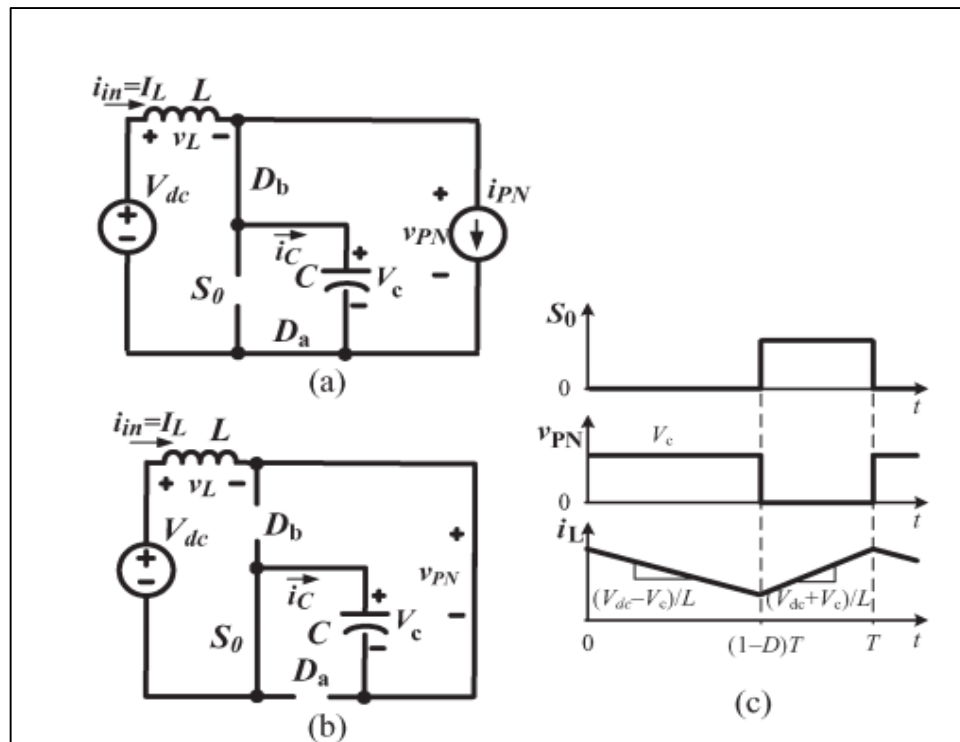 i_in=I_L L
+ v_L −
V_dc
+
−
D_b
i_C
S_0
C
+
V_c
−
D_a
+
v_PN
−
i_PN
(a)
i_in=I_L L
+ v_L −
V_dc
+
−
D_b
i_C
S_0
C
+
V_c
−
D_a
+
v_PN
−
(b)
S_0
0
t
v_PN
V_c
0
t
i_L
(V_dc−V_c)/L
(V_dc+V_c)/L
0
(1−D)T
T
t
(c)